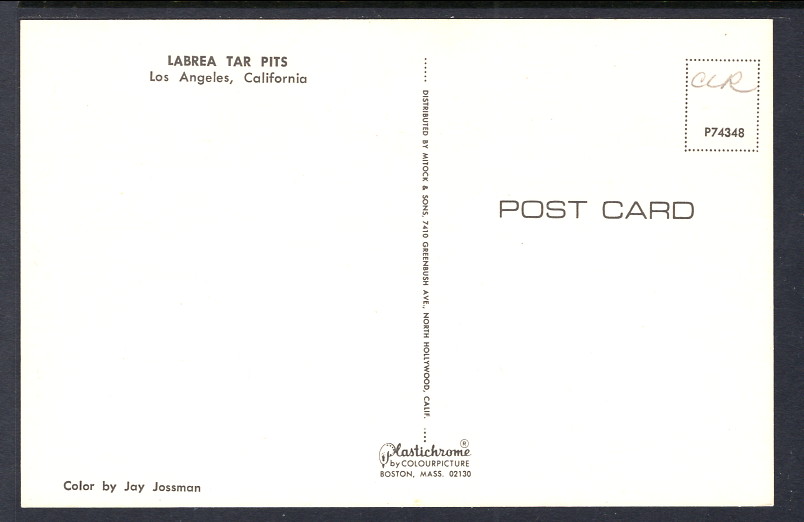 LABREA TAR PITS
Los Angeles, California
Color by Jay Jossman
DISTRIBUTED BY MITOCK & SONS, 7410 GREENBUSH AVE., NORTH HOLLYWOOD, CALIF.
Plastichrome®
by COLOURPICTURE
BOSTON, MASS. 02130
CLR
P74348
POST CARD